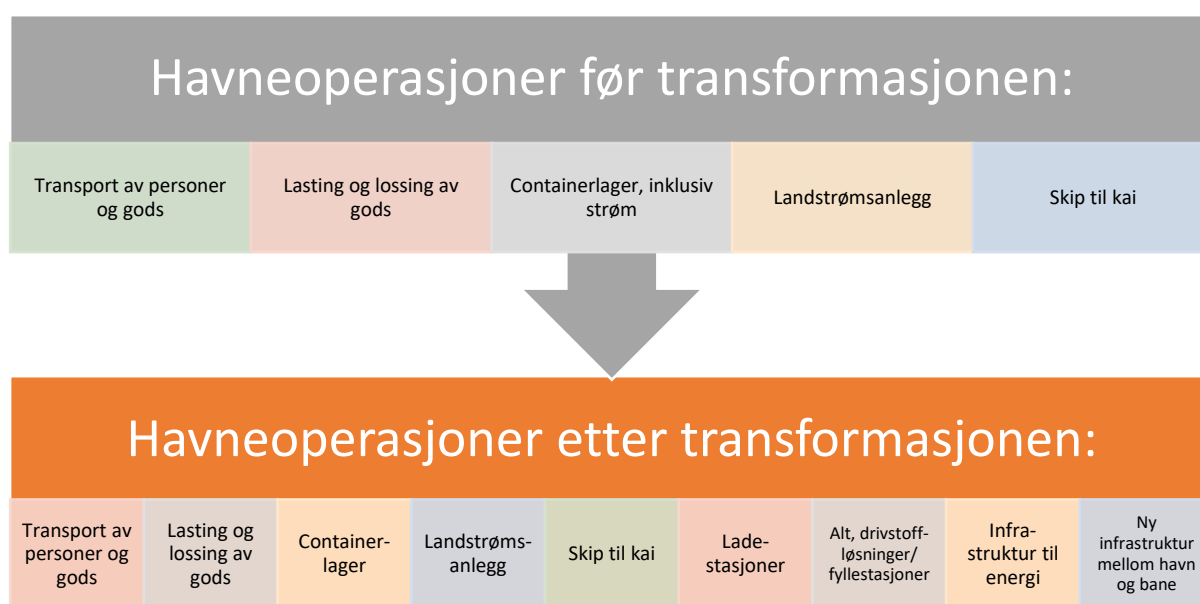 Havneoperasjoner før transformasjonen:
Transport av personer
og gods
Lasting og lossing av
gods
Containerlager, inklusiv
strøm
Landstrømsanlegg
Skip til kai
Havneoperasjoner etter transformasjonen:
Transport av
personer og
gods
Lasting og
lossing av
gods
Container-
lager
Landstrøms-
anlegg
Skip til kai
Lade-
stasjoner
Alt, drivstoff-
løsninger/
fyllestasjoner
Infra-
struktur til
energi
Ny
infrastruktur
mellom havn
og bane